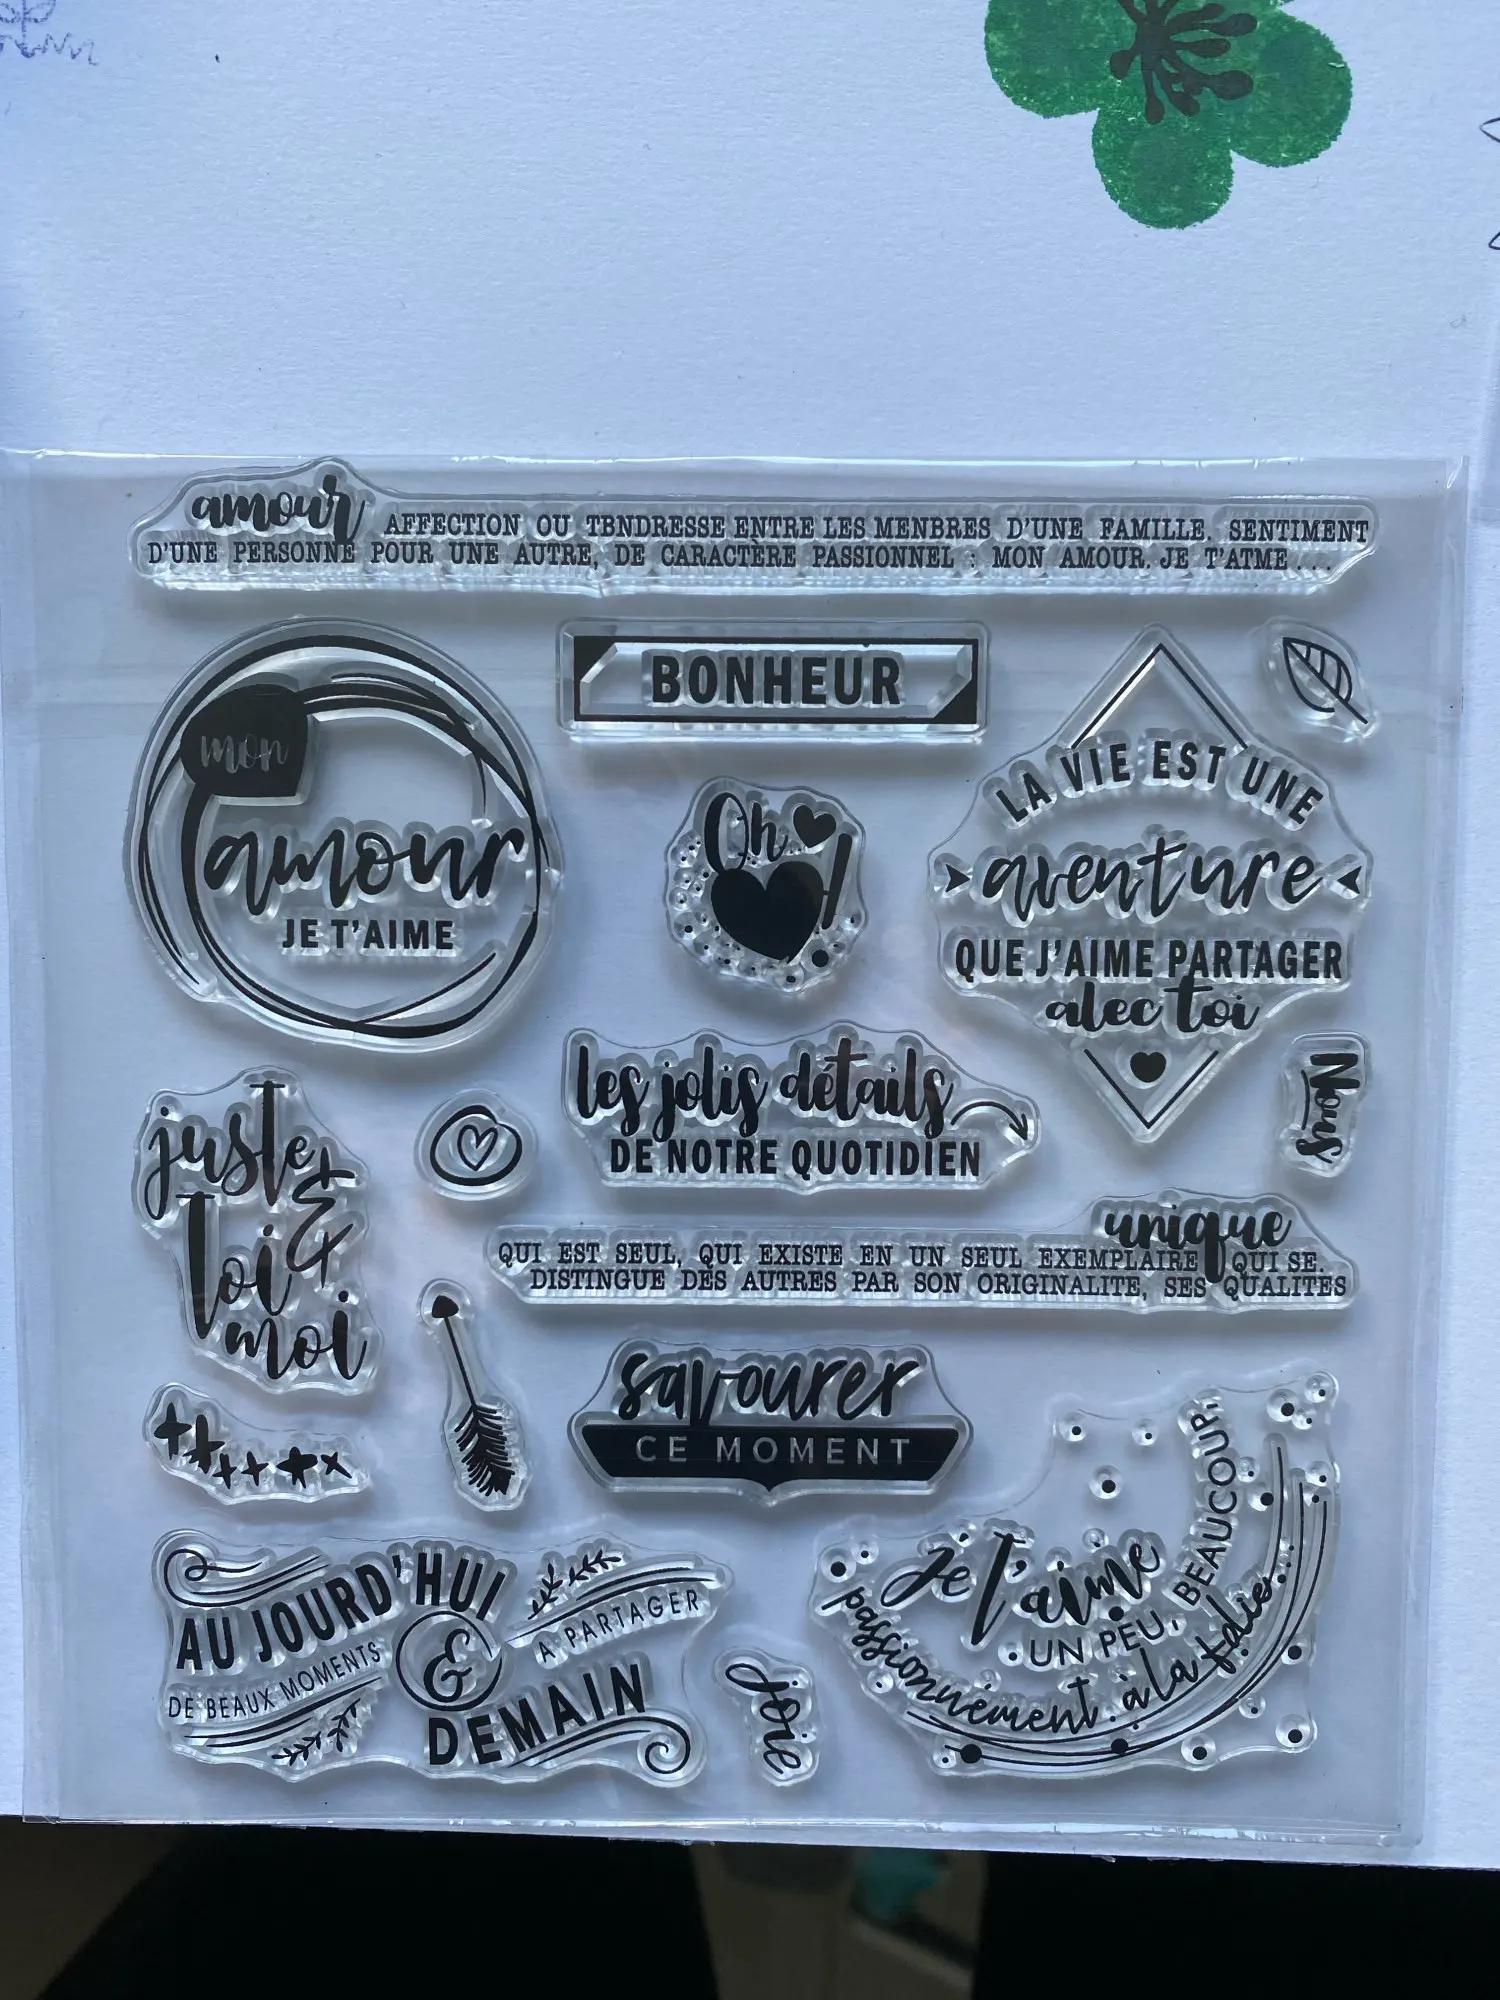 amour AFFECTION OU TBNDRESSE ENTRE LES MENBRES D'UNE FAMILLE. SENTIMENT
D'UNE PERSONNE POUR UNE AUTRE, DE CARACTÈRE PASSIONNEL : MON AMOUR. JE T'ATME...
BONHEUR
mon
amour
JE T'AIME
Oh
LA VIE EST UNE
aventure
QUE J'AIME PARTAGER
alec toi
les jolis détails
DE NOTRE QUOTIDIEN
Nous
juste
toi &
moi
unique
QUI EST SEUL, QUI EXISTE EN UN SEUL EXEMPLAIRE QUI SE.
DISTINGUE DES AUTRES PAR SON ORIGINALITE, SES QUALITES
savourer
CE MOMENT
AUJOURD'HUI
DE BEAUX MOMENTS
&
A PARTAGER
DEMAIN
joie
je t'aime
UN PEU, BEAUCOUP,
passionnément à la folie...